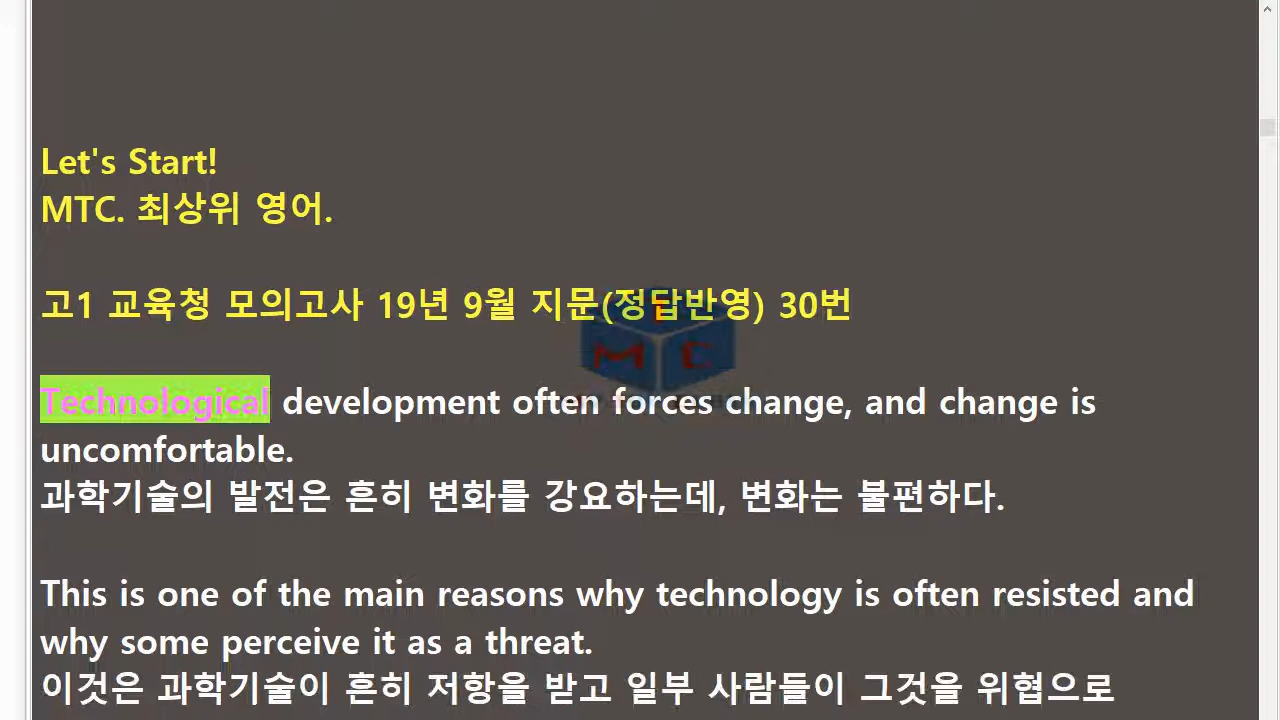 Let's Start!
MTC. 최상위 영어.
고1 교육청 모의고사 19년 9월 지문(정답반영) 30번
Technological development often forces change, and change is
uncomfortable.
과학기술의 발전은 흔히 변화를 강요하는데, 변화는 불편하다.
This is one of the main reasons why technology is often resisted and
why some perceive it as a threat.
이것은 과학기술이 흔히 저항을 받고 일부 사람들이 그것을 위협으로